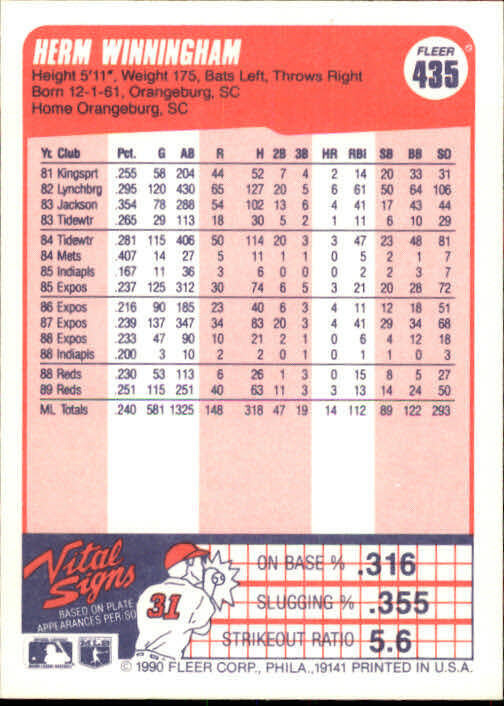 HERM WINNINGHAM
FLEER
435
Height 5'11", Weight 175, Bats Left, Throws Right
Born 12-1-61, Orangeburg, SC
Home Orangeburg, SC
Yr. Club Pct. G AB R H 2B 3B HR RBI SB BB SO
81 Kingsprt .255 58 204 44 52 7 4 2 14 20 33 31
82 Lynchbrg .295 120 430 65 127 20 5 6 61 50 64 106
83 Jackson .354 78 288 54 102 13 6 4 41 17 43 44
83 Tidewtr .265 29 113 18 30 5 2 1 11 6 10 29
84 Tidewtr .281 115 406 50 114 20 3 3 47 23 48 81
84 Mets .407 14 27 5 11 1 1 0 5 2 1 7
85 Indiapls .167 11 36 3 6 0 0 0 2 2 3 7
85 Expos .237 125 312 30 74 6 5 3 21 20 28 72
86 Expos .216 90 185 23 40 6 3 4 11 12 18 51
87 Expos .239 137 347 34 83 20 3 4 41 29 34 68
88 Expos .233 47 90 10 21 2 1 0 6 4 12 18
88 Indiapls .200 3 10 2 2 0 1 0 1 1 0 3
88 Reds .230 53 113 6 26 1 3 0 15 8 5 27
89 Reds .251 115 251 40 63 11 3 3 13 14 24 50
ML Totals .240 581 1325 148 318 47 19 14 112 89 122 293
Vital
Signs
BASED ON PLATE
APPEARANCES PER/SO
31
69
ON BASE % .316
SLUGGING % .355
STRIKEOUT RATIO 5.6
© 1990 FLEER CORP., PHILA., 19141 PRINTED IN U.S.A.